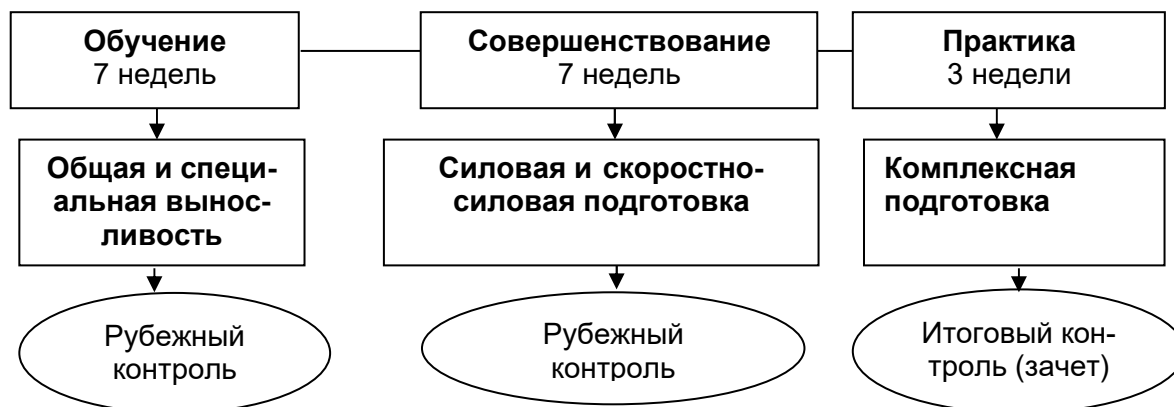 Обучение
7 недель
Совершенствование
7 недель
Практика
3 недели
Общая и специ-
альная вынос-
ливость
Силовая и скоростно-
силовая подготовка
Комплексная
подготовка
Рубежный
контроль
Рубежный
контроль
Итоговый кон-
троль (зачет)